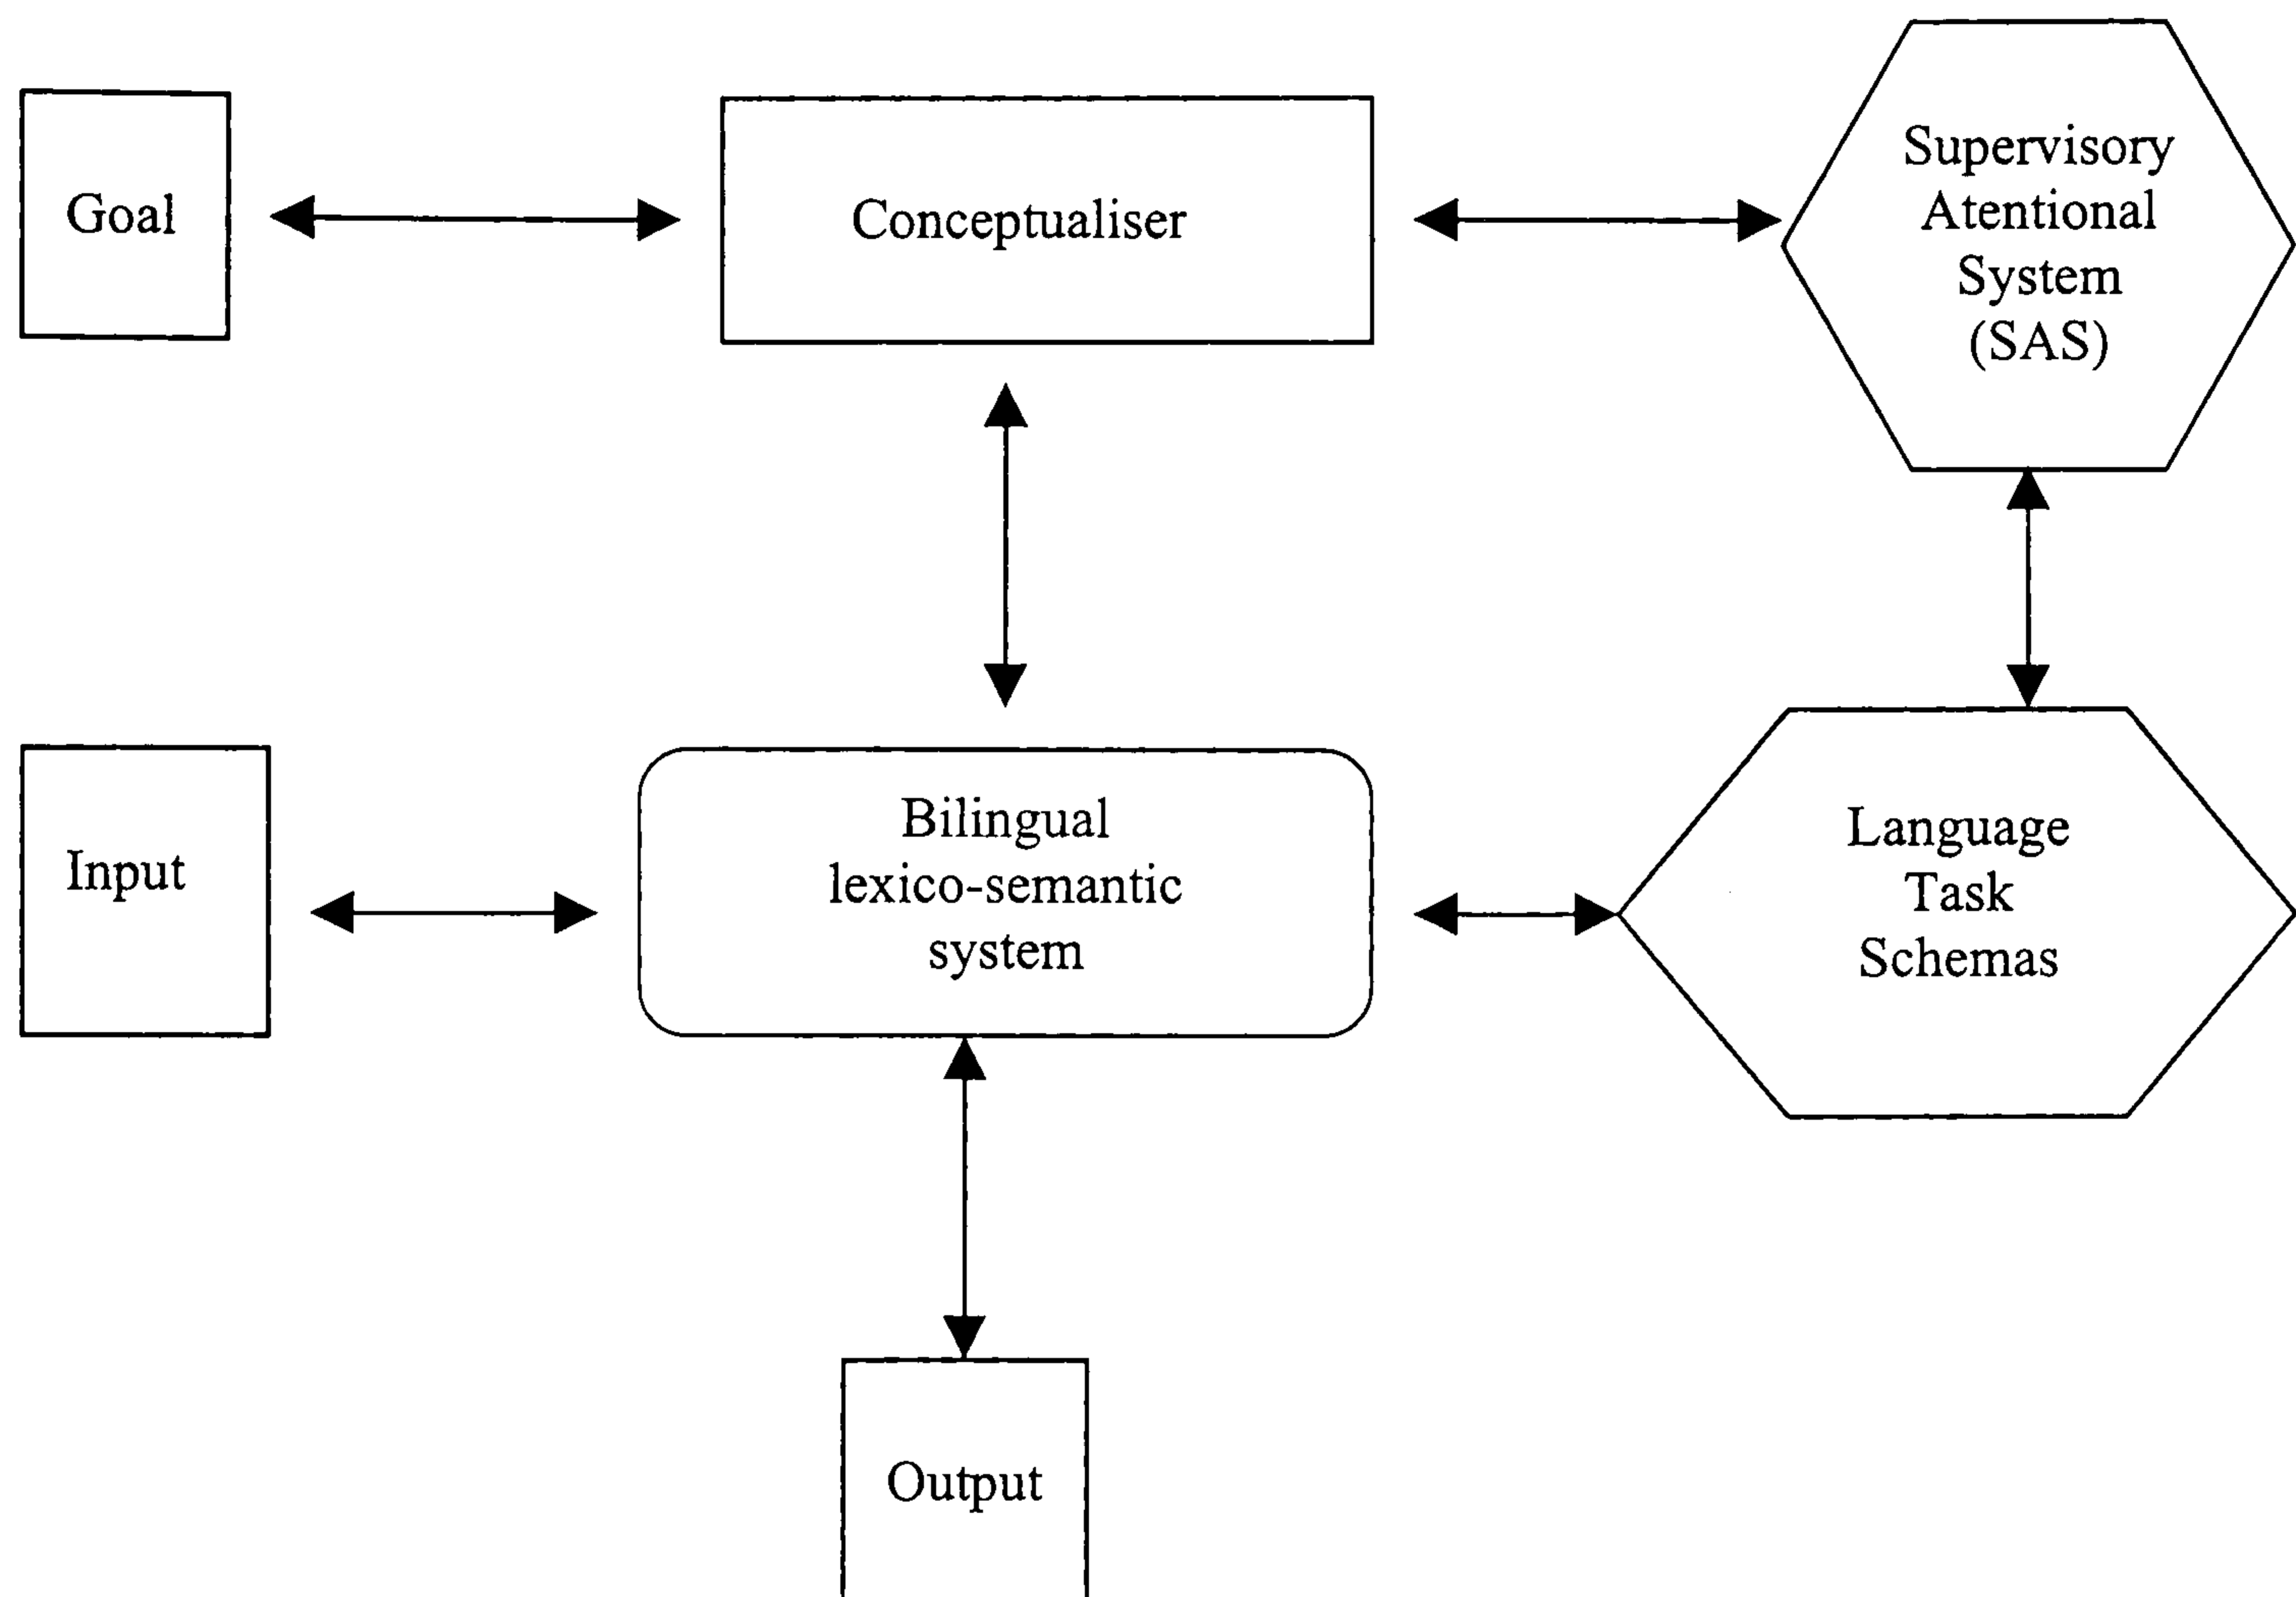 Goal
Conceptualiser
Supervisory
Atentional
System
(SAS)
Input
Bilingual
lexico-semantic
system
Language
Task
Schemas
Output